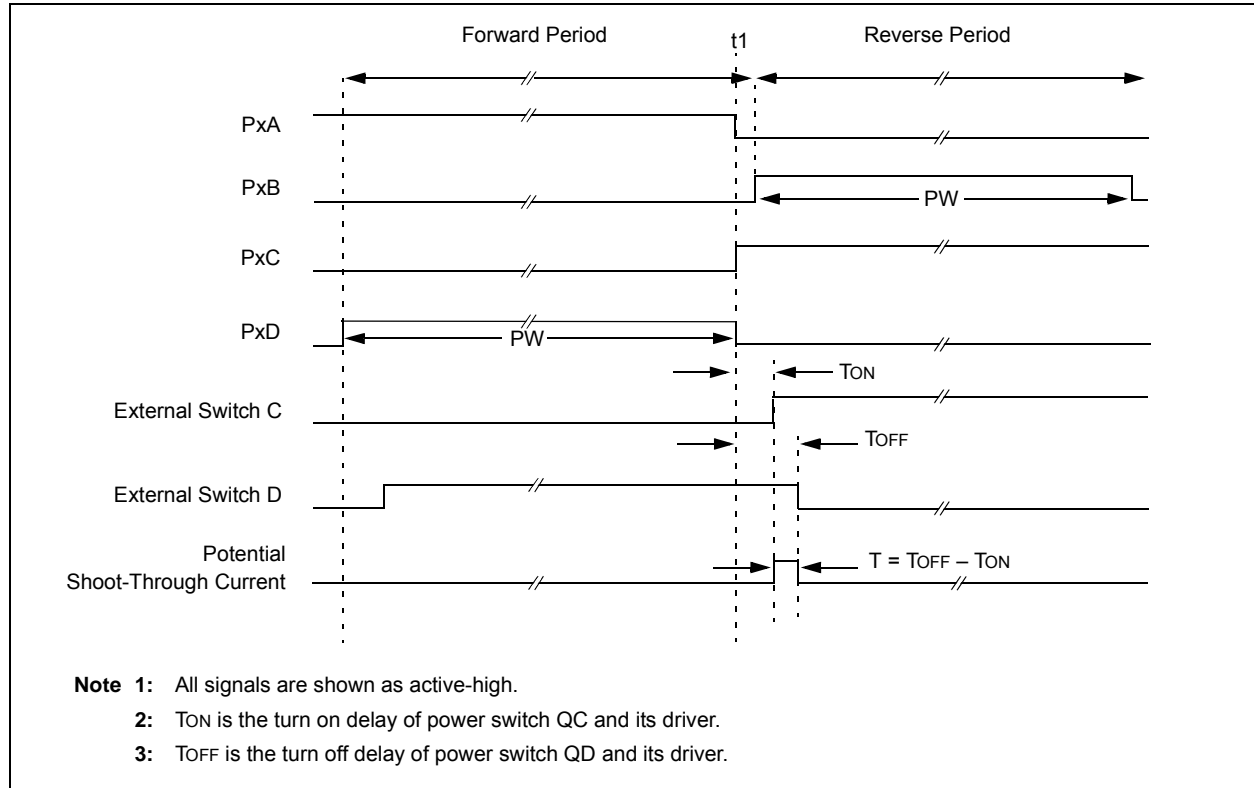 Forward Period
t1
Reverse Period
PxA
PxB
PW
PxC
PxD
PW
TON
External Switch C
TOFF
External Switch D
Potential
Shoot-Through Current
T = TOFF – TON
Note 1: All signals are shown as active-high.
2: TON is the turn on delay of power switch QC and its driver.
3: TOFF is the turn off delay of power switch QD and its driver.